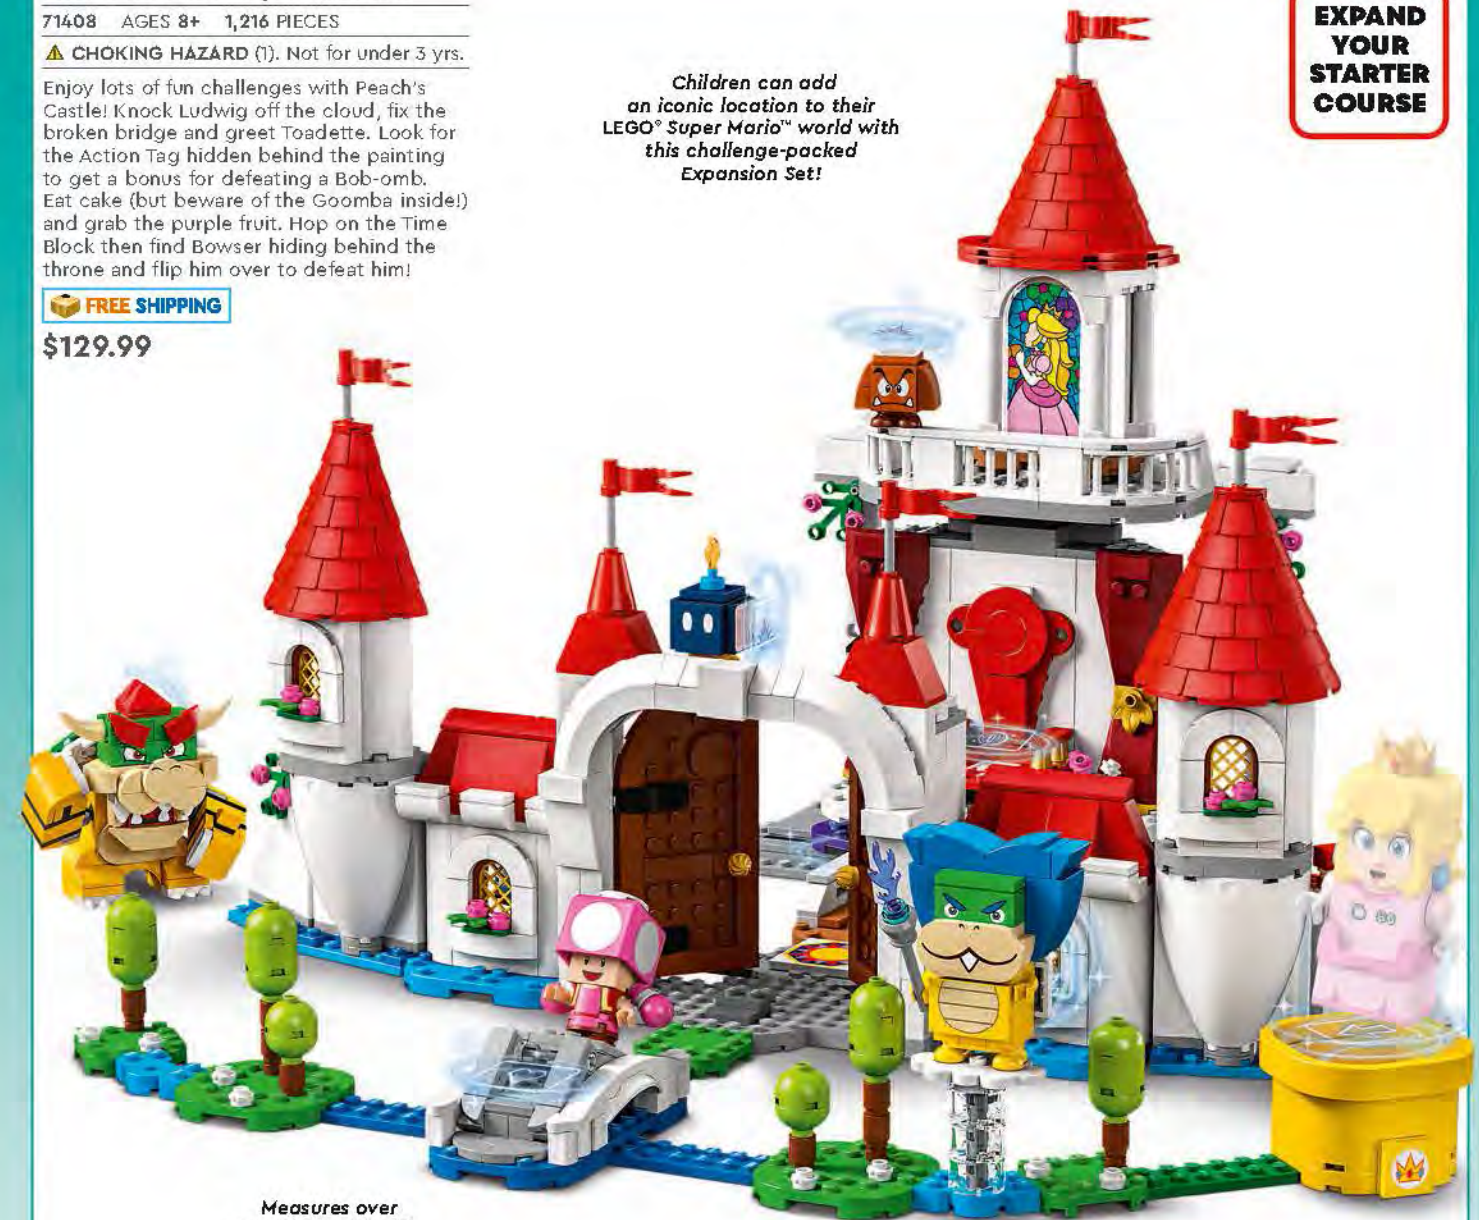 71408 AGES 8+ 1,216 PIECES
⚠ CHOKING HAZARD (1). Not for under 3 yrs.
Enjoy lots of fun challenges with Peach's
Castle! Knock Ludwig off the cloud, fix the
broken bridge and greet Toadette. Look for
the Action Tag hidden behind the painting
to get a bonus for defeating a Bob-omb.
Eat cake (but beware of the Goomba inside!)
and grab the purple fruit. Hop on the Time
Block then find Bowser hiding behind the
throne and flip him over to defeat him!
FREE SHIPPING
$129.99
Children can add
an iconic location to their
LEGO® Super Mario™ world with
this challenge-packed
Expansion Set!
EXPAND
YOUR
STARTER
COURSE
Measures over